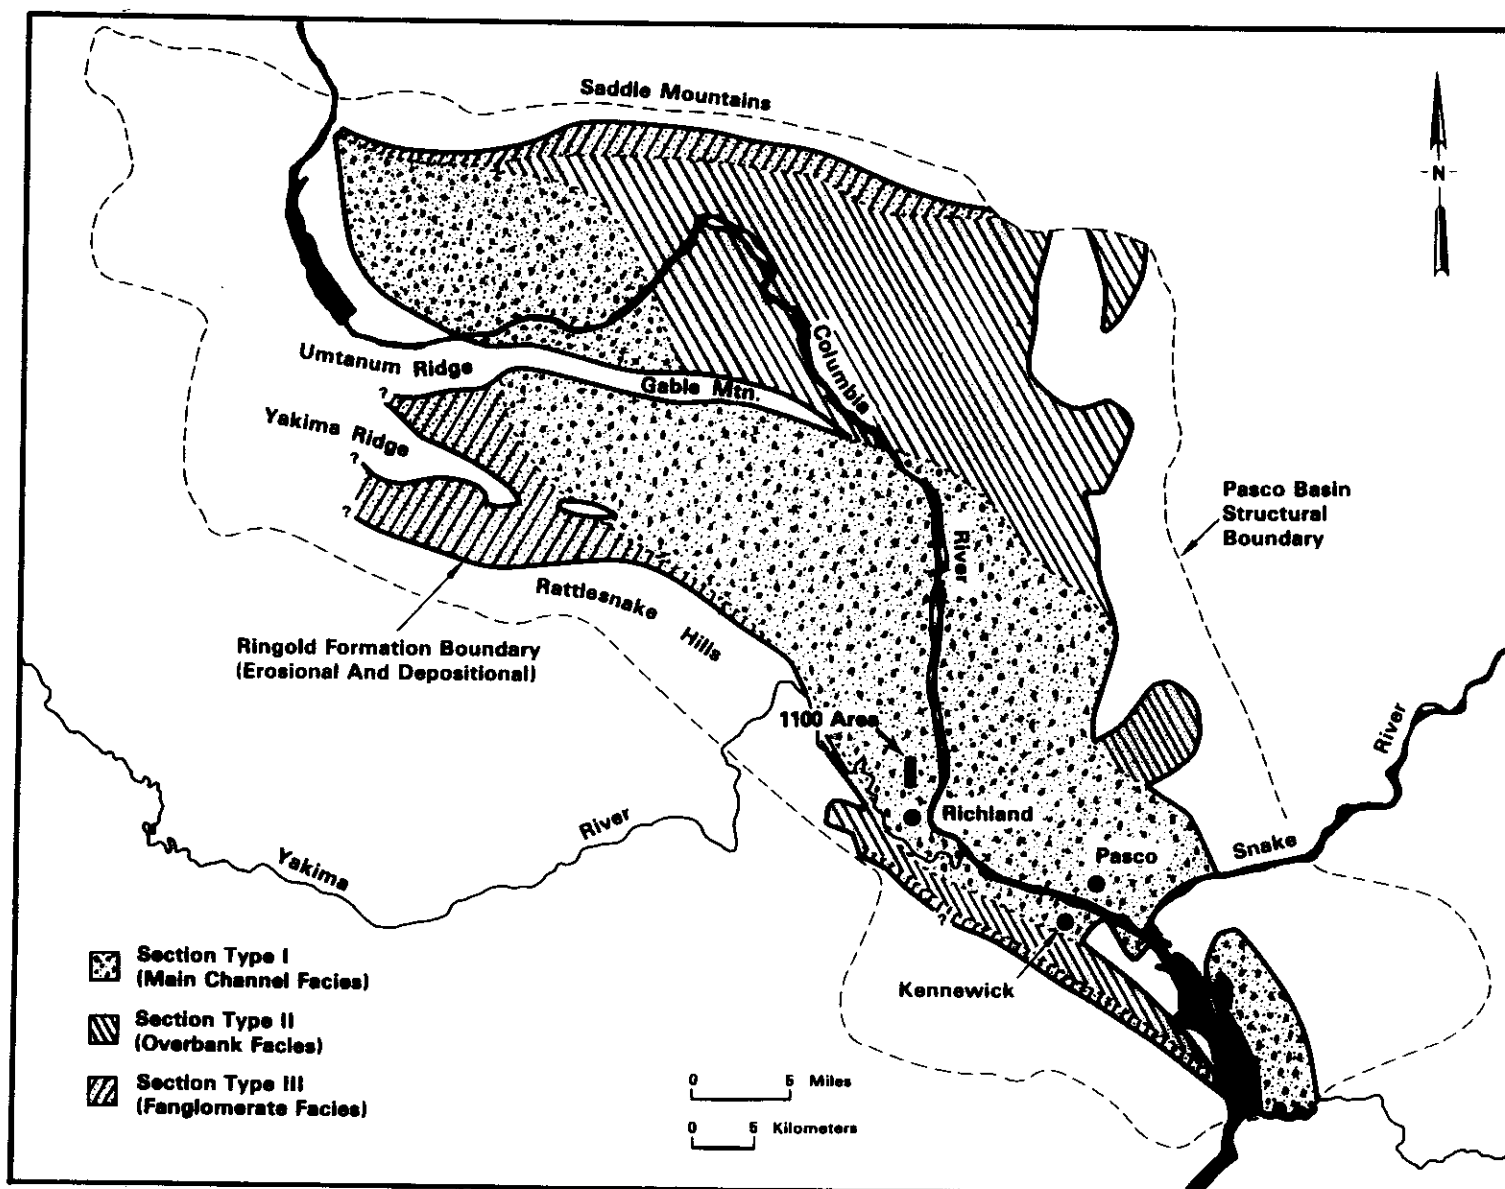 Saddle Mountains
N
Umtanum Ridge
Gable Mtn.
Columbia
River
?
Yakima Ridge
?
?
Pasco Basin
Structural
Boundary
Rattlesnake
Hills
Ringold Formation Boundary
(Erosional And Depositional)
1100 Area
River
Richland
Pasco
Snake
River
Yakima
?
Kennewick
Section Type I
(Main Channel Facies)
Section Type II
(Overbank Facies)
Section Type III
(Fanglomerate Facies)
0 5 Miles
0 5 Kilometers